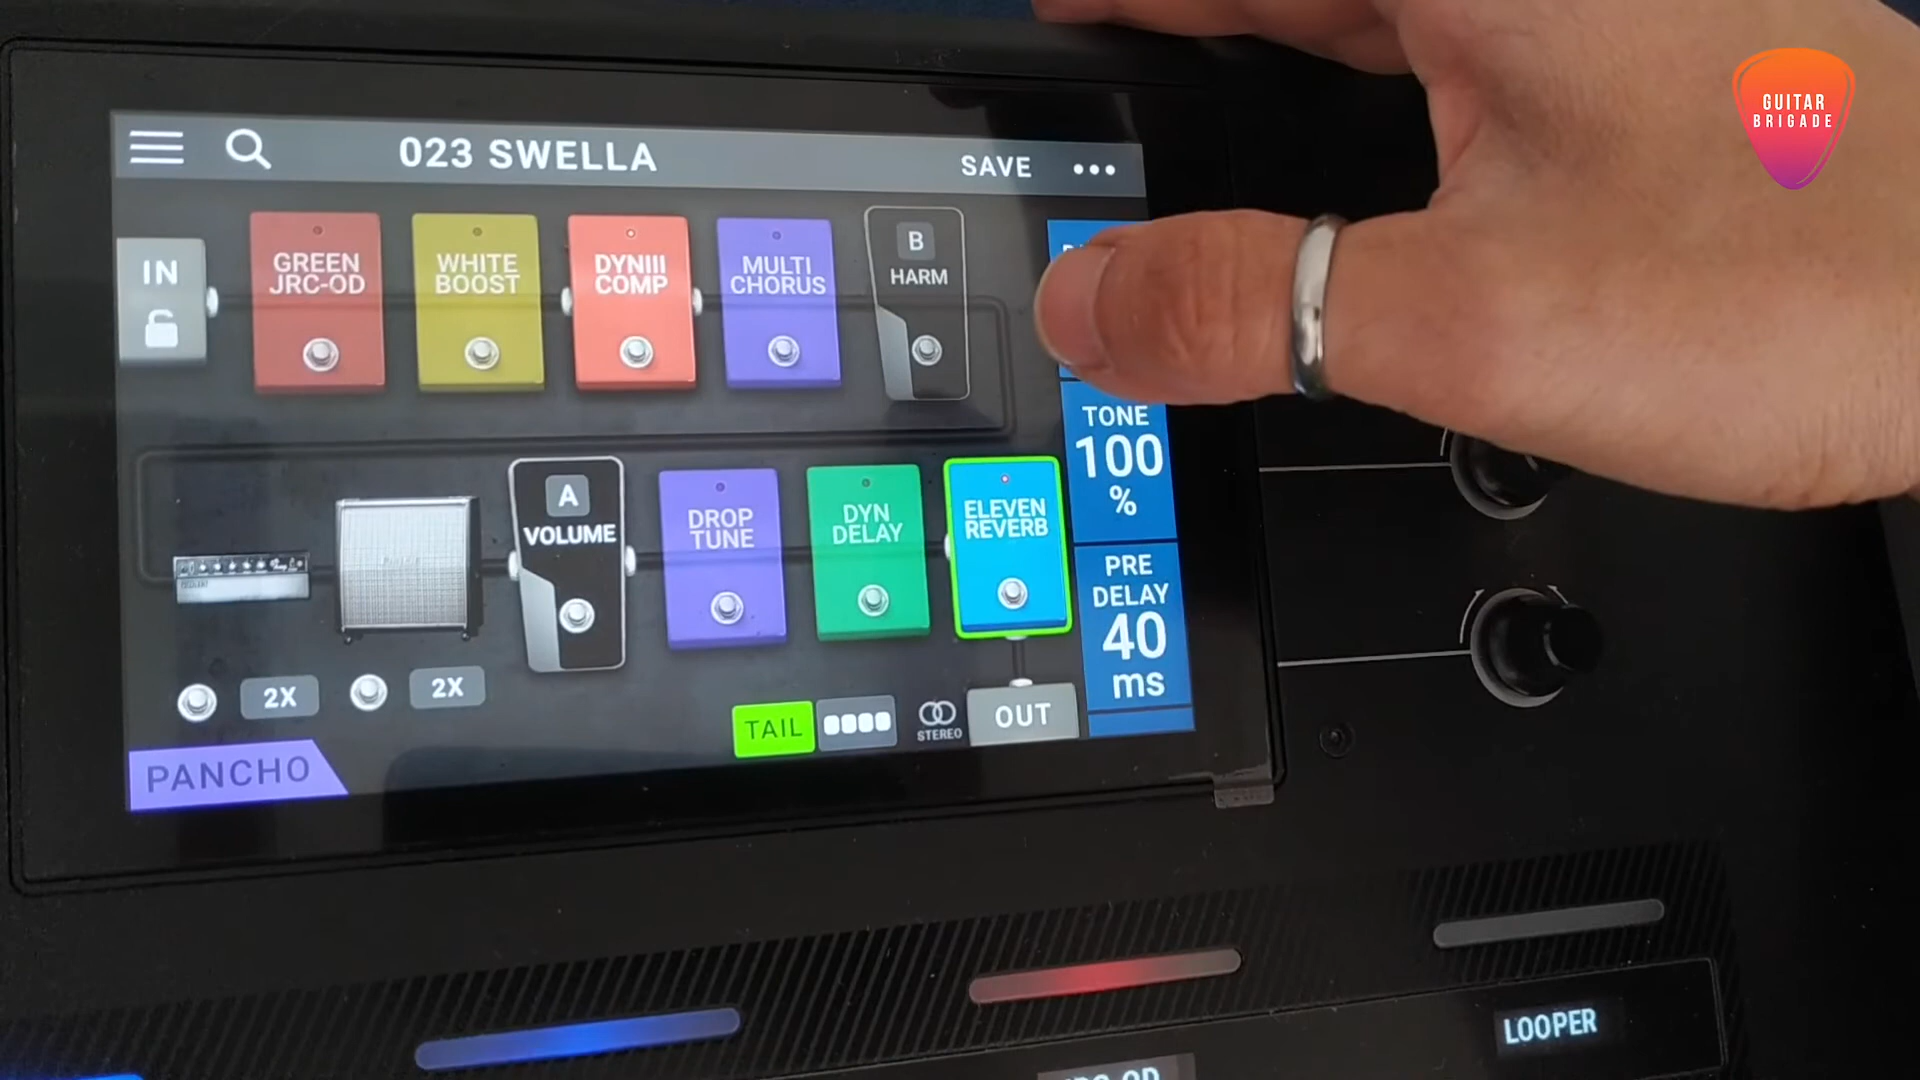 GUITAR
BRIGADE
023 SWELLA
SAVE
IN
GREEN
JRC-OD
WHITE
BOOST
DYNIII
COMP
MULTI
CHORUS
B
HARM
TONE
100
%
A
VOLUME
DROP
TUNE
DYN
DELAY
ELEVEN
REVERB
PRE
DELAY
40
ms
2X
2X
TAIL
STEREO
OUT
PANCHO
LOOPER